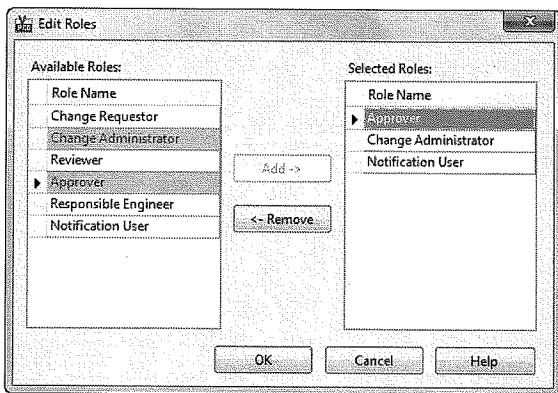 Edit Roles
Available Roles:
Role Name
Change Requestor
Change Administrator
Reviewer
Approver
Responsible Engineer
Notification User
Add ->
<- Remove
Selected Roles:
Role Name
Approver
Change Administrator
Notification User
OK
Cancel
Help